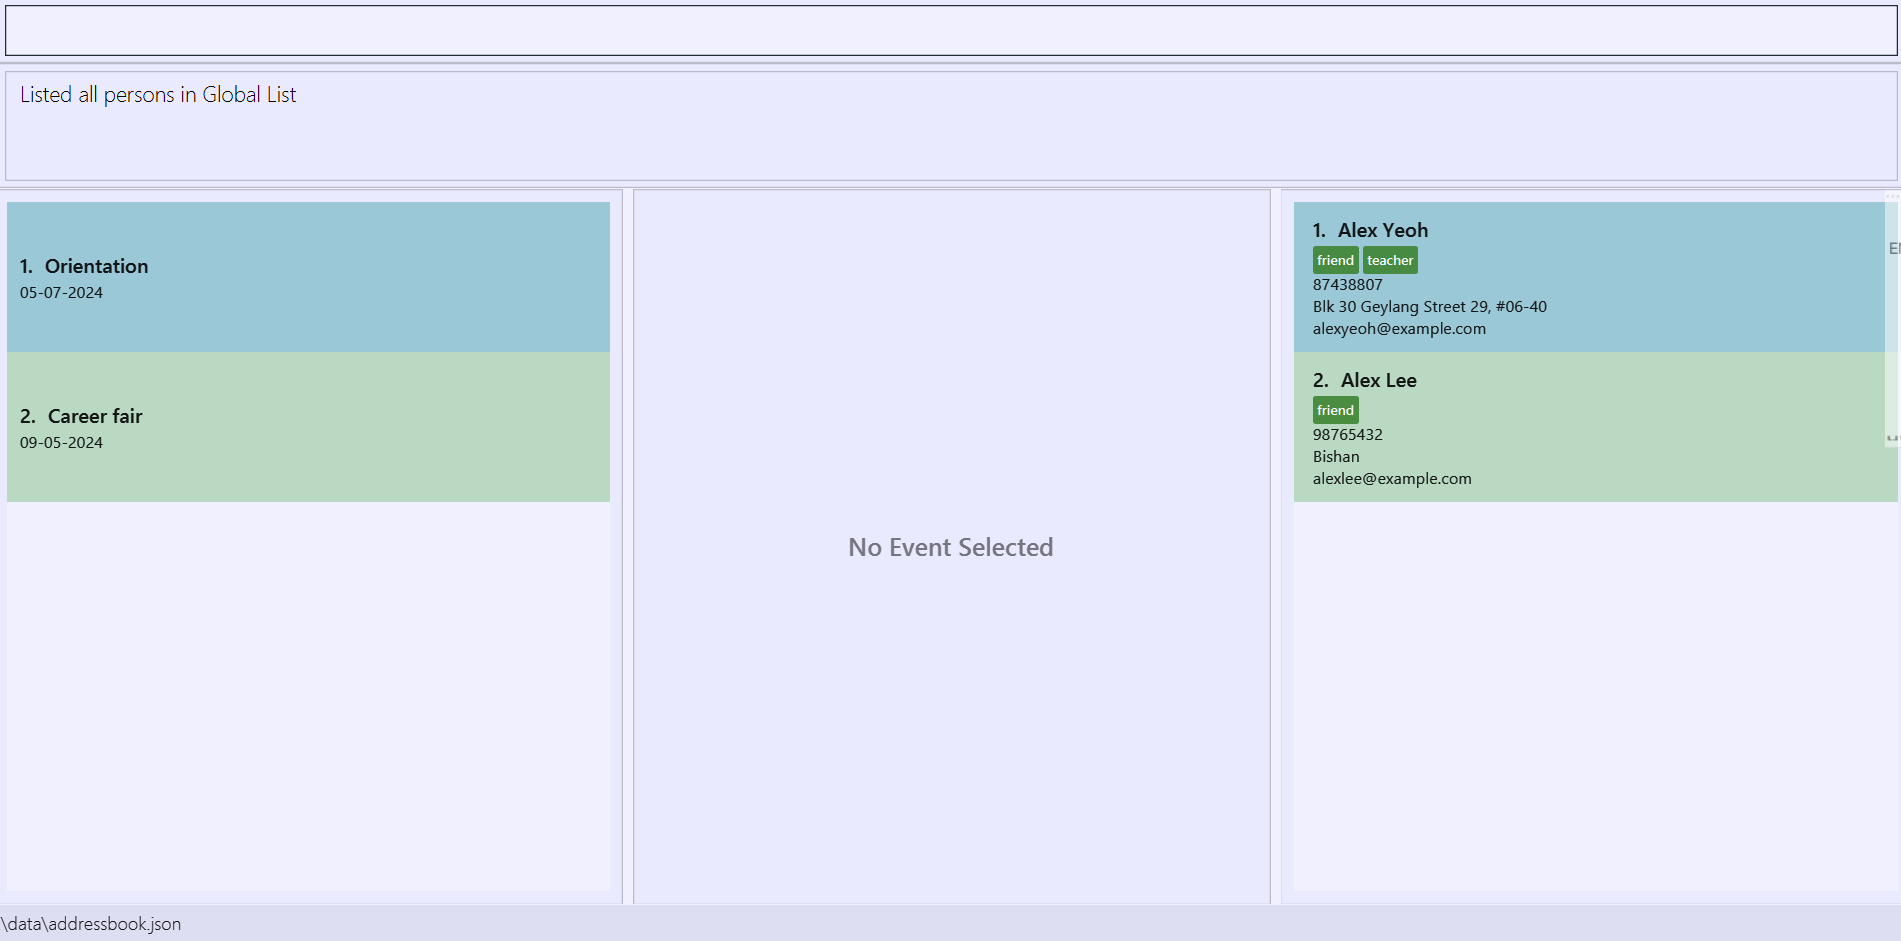 Listed all persons in Global List
1. Orientation
05-07-2024
2. Career fair
09-05-2024
No Event Selected
1. Alex Yeoh
friend teacher
87438807
Blk 30 Geylang Street 29, #06-40
alexyeoh@example.com
2. Alex Lee
friend
98765432
Bishan
alexlee@example.com
\data\addressbook.json